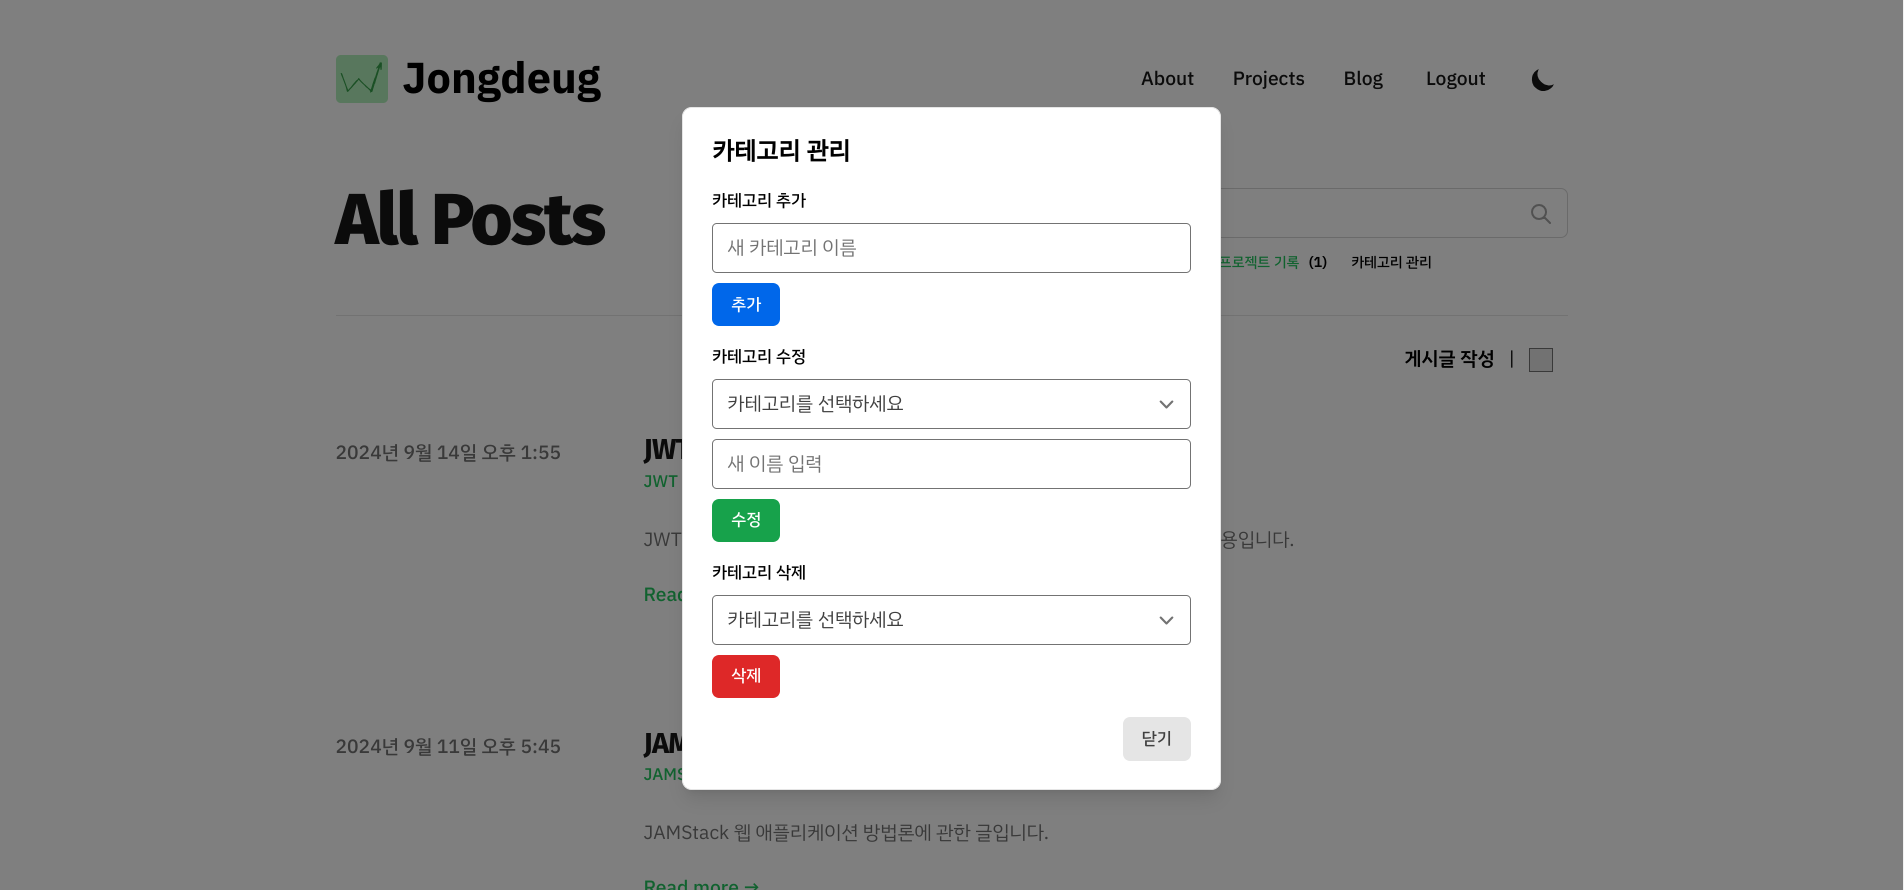 Jongdeug
About Projects Blog Logout
All Posts
프로젝트 기록 (1) 카테고리 관리
게시글 작성 |
카테고리 관리
카테고리 추가
새 카테고리 이름
추가
카테고리 수정
카테고리를 선택하세요
새 이름 입력
수정
카테고리 삭제
카테고리를 선택하세요
삭제
닫기
2024년 9월 14일 오후 1:55
JWT
JWT
JWT 용입니다.
Read
2024년 9월 11일 오후 5:45
JAM
JAMS
JAMStack 웹 애플리케이션 방법론에 관한 글입니다.
Read more →